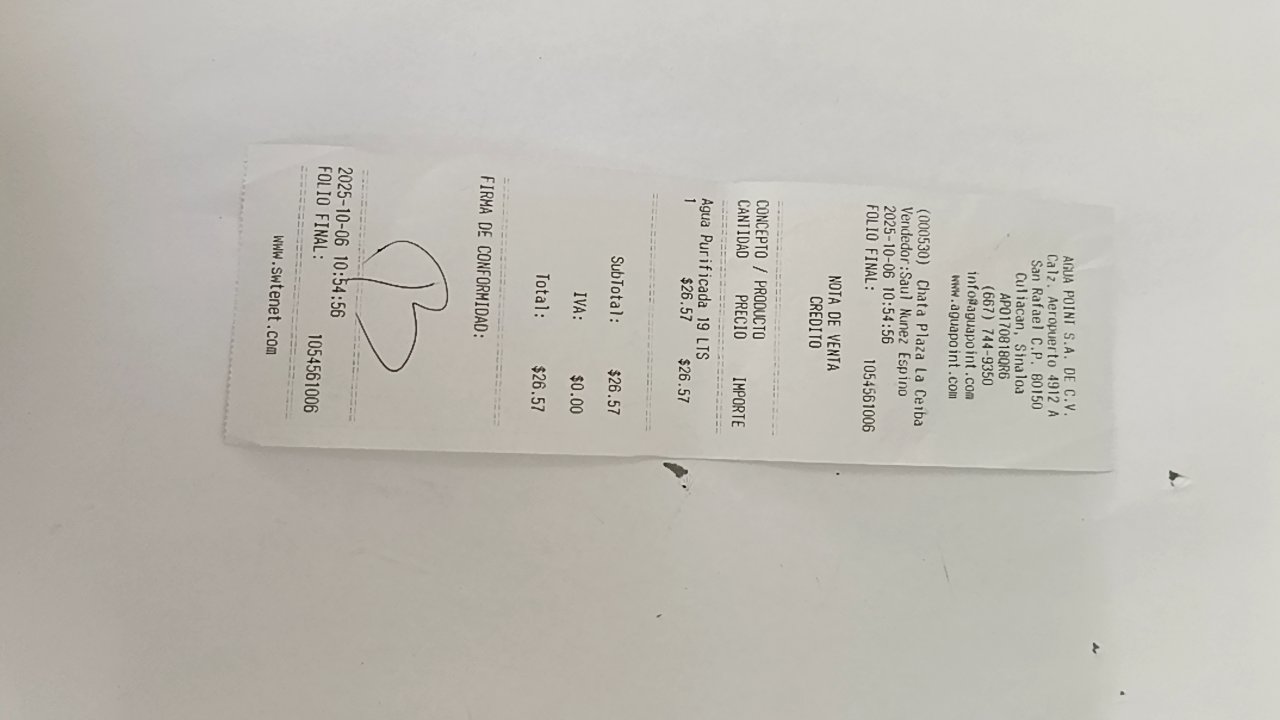 AGUA POINT S.A. DE C.V.
Calz. Aeropuerto 4912 A
San Rafael C.P. 80150
Culiacan, Sinaloa
APO170818QR6
(667) 744-9350
info@aguapoint.com
www.aguapoint.com
(000530) Chata Plaza La Ceiba
Vendedor:Saul Nunez Espino
2025-10-06 10:54:56
FOLIO FINAL: 1054561006
NOTA DE VENTA
CREDITO
CONCEPTO / PRODUCTO
CANTIDAD PRECIO IMPORTE
Agua Purificada 19 LTS
1 $26.57 $26.57
SubTotal: $26.57
IVA: $0.00
Total: $26.57
FIRMA DE CONFORMIDAD:
2025-10-06 10:54:56
FOLIO FINAL: 1054561006
www.swtenet.com